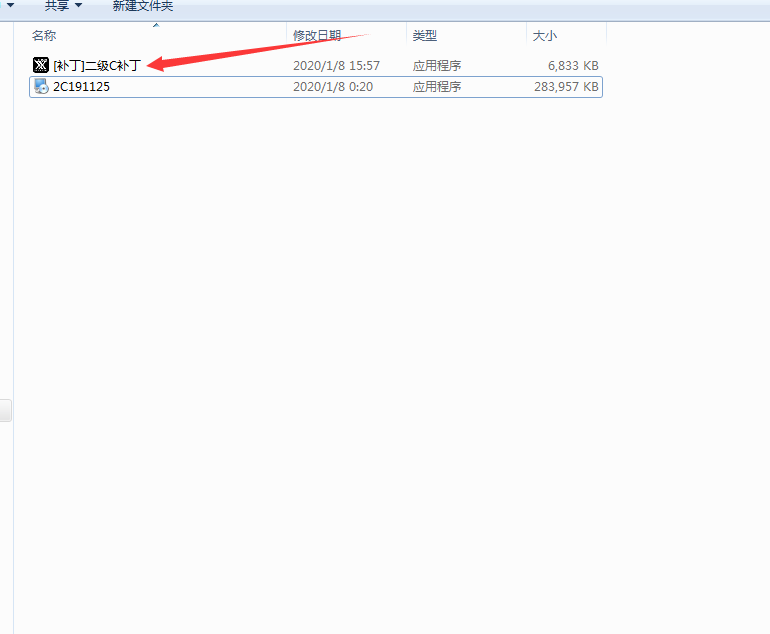 共享 新建文件夹
名称 修改日期 类型 大小
[补丁]二级C补丁 2020/1/8 15:57 应用程序 6,833 KB
2C191125 2020/1/8 0:20 应用程序 283,957 KB